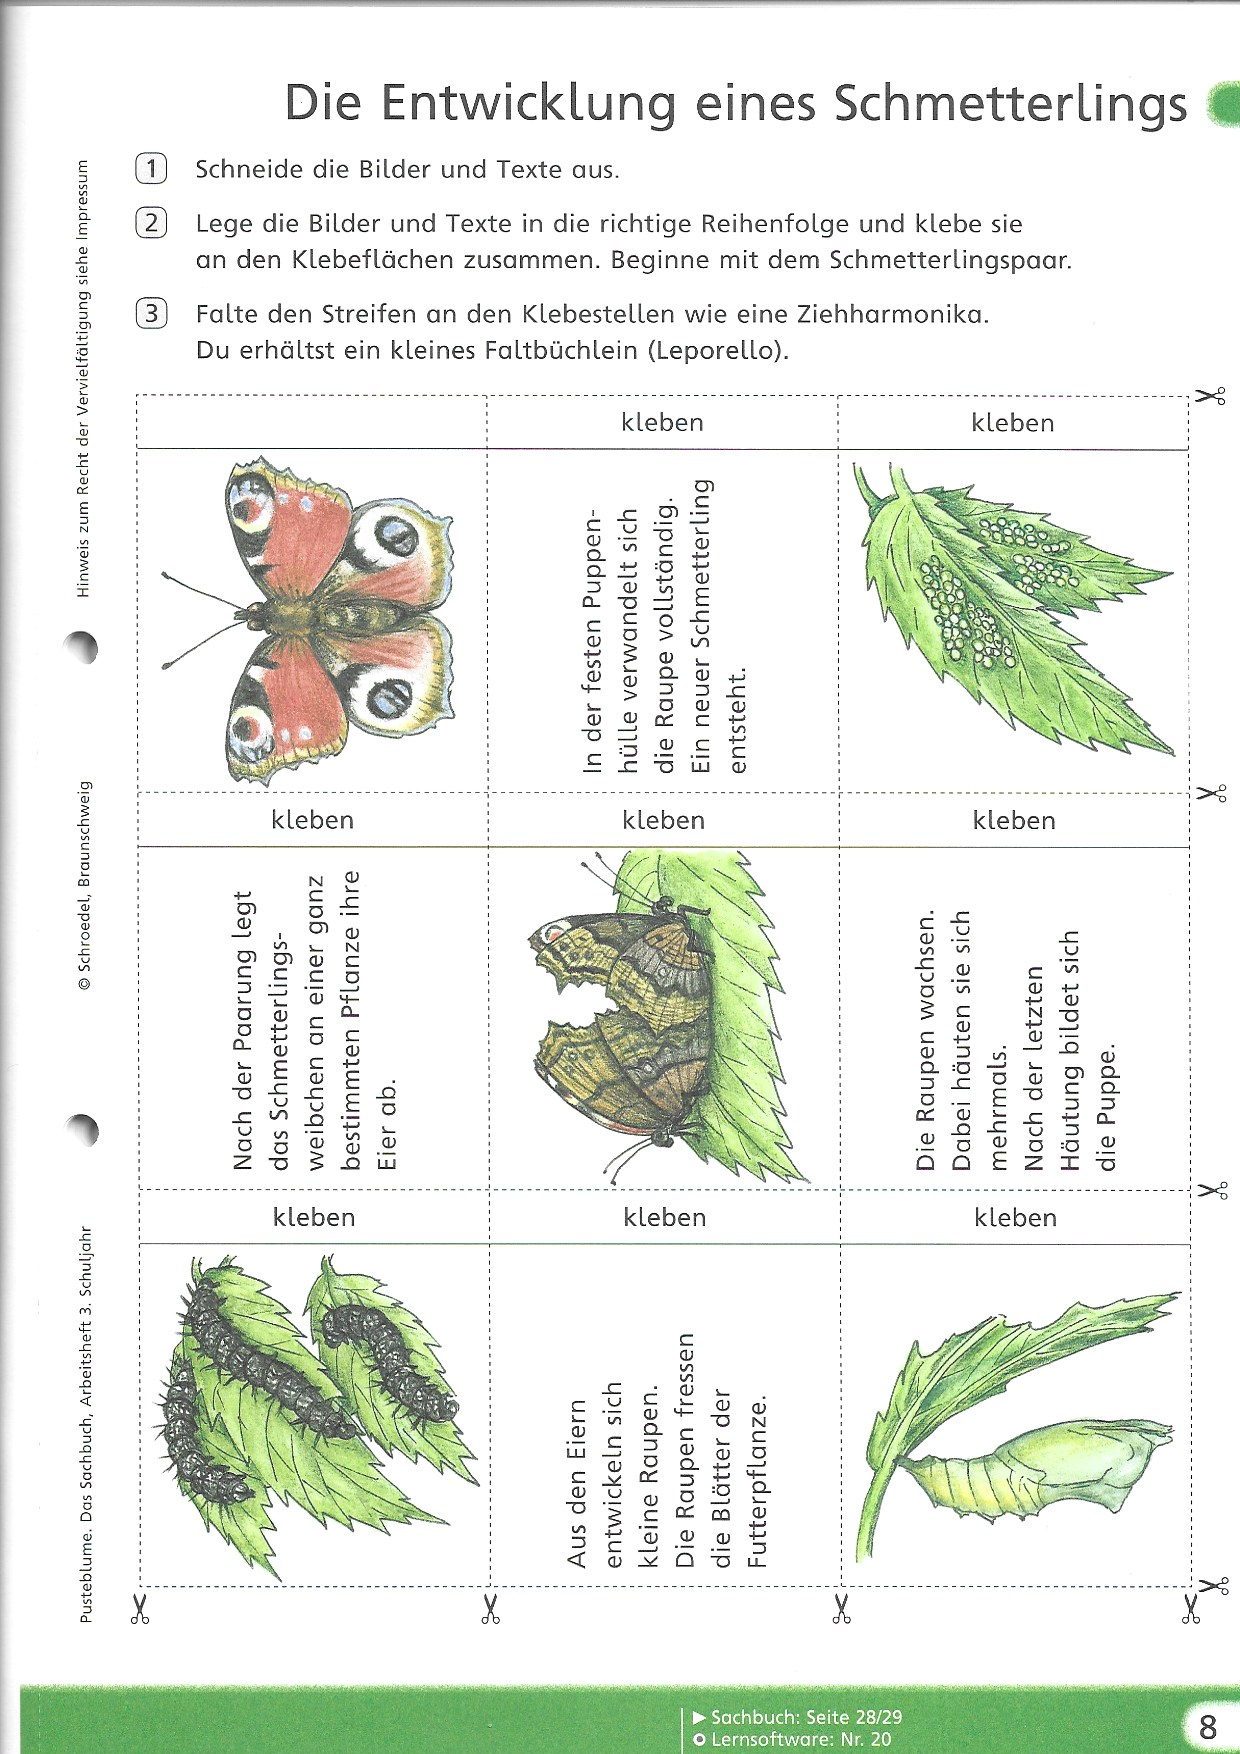 Die Entwicklung eines Schmetterlings
1 Schneide die Bilder und Texte aus.
2 Lege die Bilder und Texte in die richtige Reihenfolge und klebe sie
an den Klebeflächen zusammen. Beginne mit dem Schmetterlingspaar.
3 Falte den Streifen an den Klebestellen wie eine Ziehharmonika.
Du erhältst ein kleines Faltbüchlein (Leporello).
kleben
kleben
In der festen Puppen-
hülle verwandelt sich
die Raupe vollständig.
Ein neuer Schmetterling
entsteht.
kleben
kleben
kleben
Nach der Paarung legt
das Schmetterlings-
weibchen an einer ganz
bestimmten Pflanze ihre
Eier ab.
Die Raupen wachsen.
Dabei häuten sie sich
mehrmals.
Nach der letzten
Häutung bildet sich
die Puppe.
kleben
kleben
kleben
Aus den Eiern
entwickeln sich
kleine Raupen.
Die Raupen fressen
die Blätter der
Futterpflanze.
Pusteblume. Das Sachbuch, Arbeitsheft 3. Schuljahr
© Schroedel, Braunschweig
Hinweis zum Recht der Vervielfältigung siehe Impressum
Sachbuch: Seite 28/29
Lernsoftware: Nr. 20
8